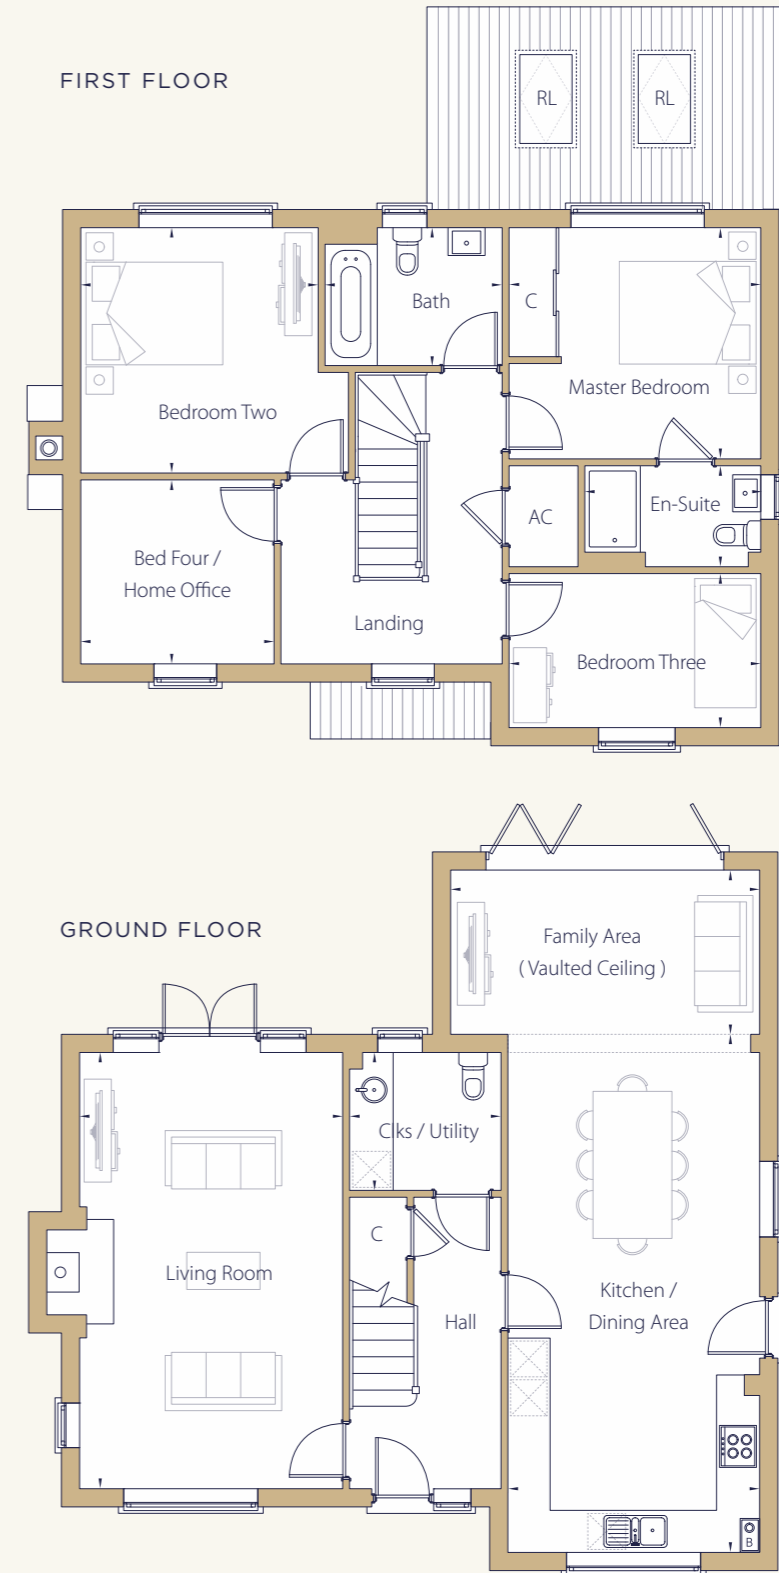 FIRST FLOOR
RL
RL
Bath
C
Master Bedroom
Bedroom Two
En-Suite
AC
Bed Four /
Home Office
Landing
Bedroom Three
GROUND FLOOR
Family Area
( Vaulted Ceiling )
Clks / Utility
C
Living Room
Hall
Kitchen /
Dining Area
B